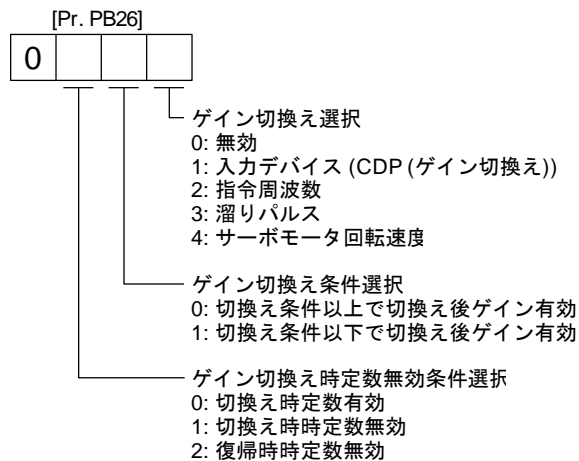 [Pr. PB26]
0
ゲイン切換え選択
0: 無効
1: 入力デバイス (CDP (ゲイン切換え))
2: 指令周波数
3: 溜りパルス
4: サーボモータ回転速度
ゲイン切換え条件選択
0: 切換え条件以上で切換え後ゲイン有効
1: 切換え条件以下で切換え後ゲイン有効
ゲイン切換え時定数無効条件選択
0: 切換え時定数有効
1: 切換え時時定数無効
2: 復帰時時定数無効